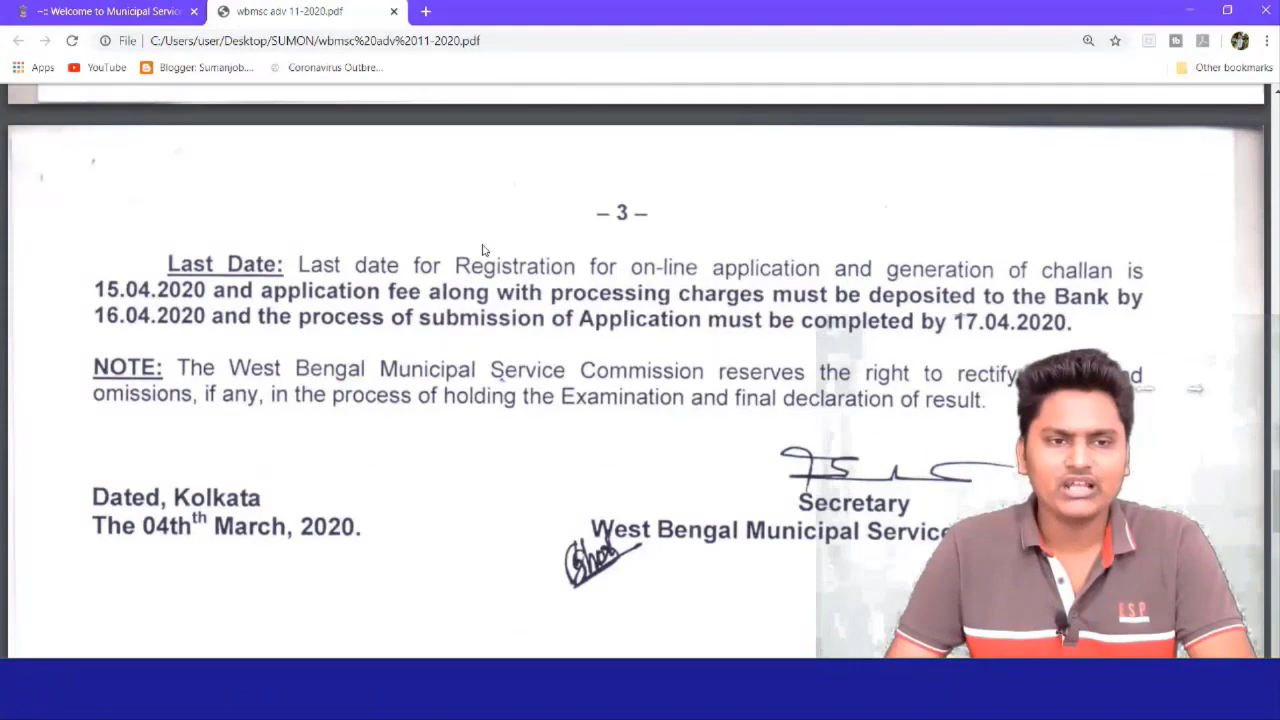 -:: Welcome to Municipal Servic
wbmsc adv 11-2020.pdf
File
C:/Users/user/Desktop/SUMON/wbmsc%20adv%2011-2020.pdf
Apps
YouTube
Blogger: Sumanjob....
Coronavirus Outbre...
Other bookmarks
– 3 –
Last Date: Last date for Registration for on-line application and generation of challan is
15.04.2020 and application fee along with processing charges must be deposited to the Bank by
16.04.2020 and the process of submission of Application must be completed by 17.04.2020.
NOTE: The West Bengal Municipal Service Commission reserves the right to rectify
omissions, if any, in the process of holding the Examination and final declaration of result.
Dated, Kolkata
The 04thth March, 2020.
Secretary
West Bengal Municipal Service
ESP